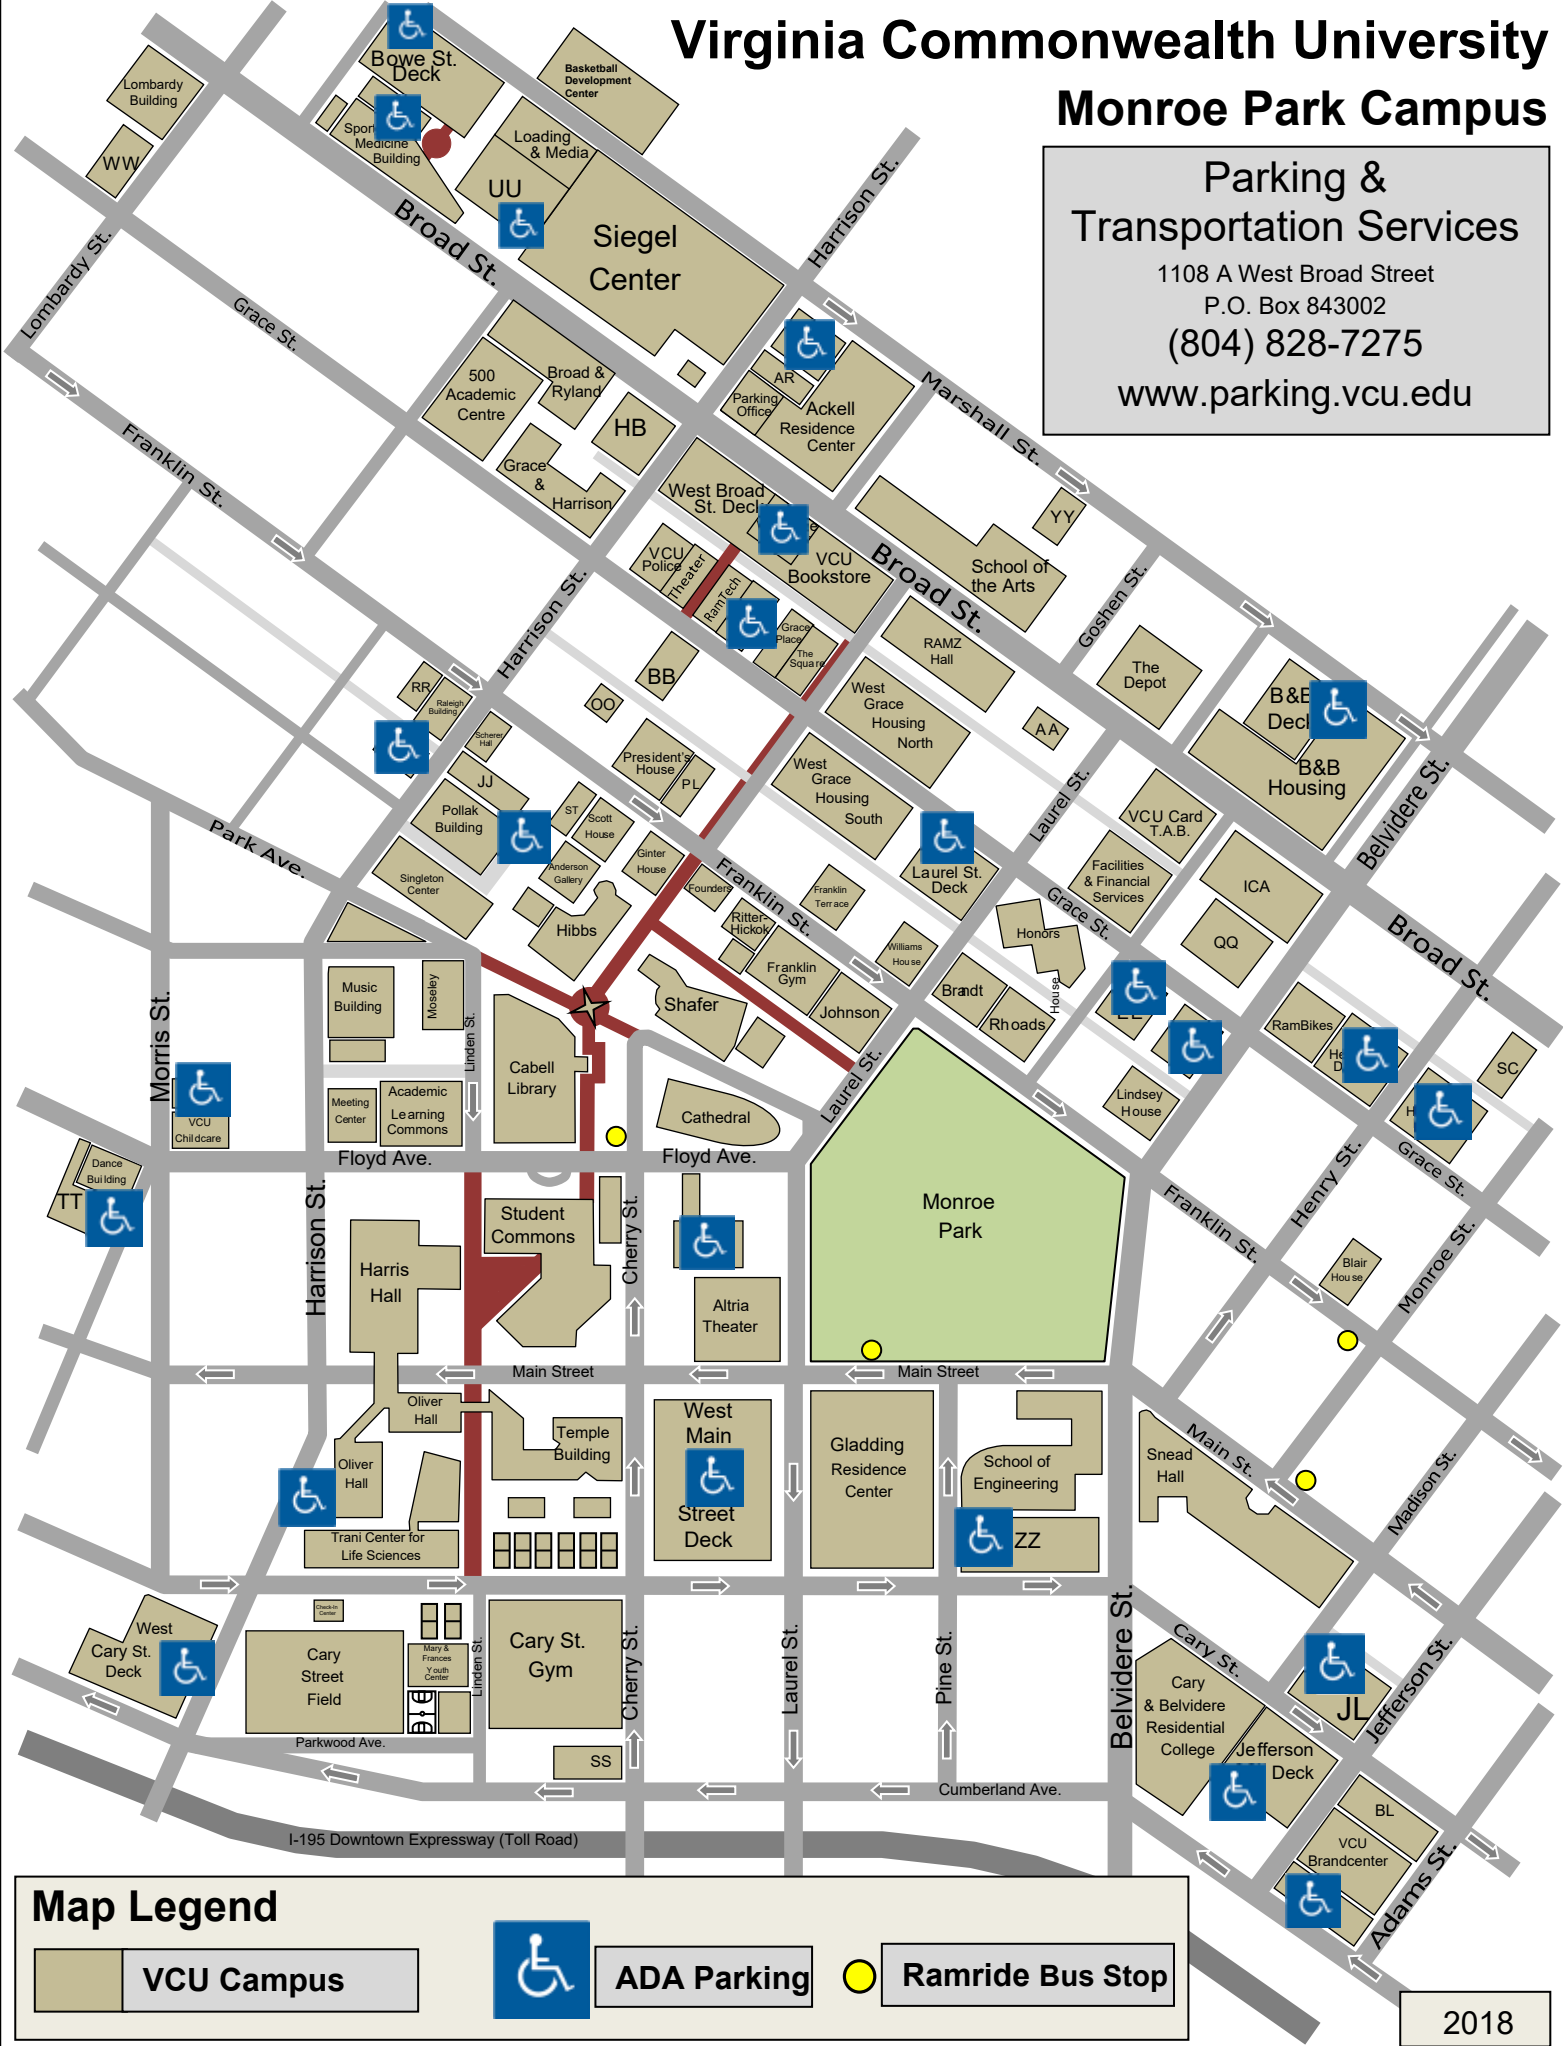 Virginia Commonwealth University
Monroe Park Campus
Parking &
Transportation Services
1108 A West Broad Street
P.O. Box 843002
(804) 828-7275
www.parking.vcu.edu
Bowe St.
Deck
Basketball
Development
Center
Lombardy
Building
WW
Medicine
Building
Loading
& Media
UU
Siegel
Center
Harrison St.
Lombardy St.
Broad St.
Grace St.
Franklin St.
500
Academic
Centre
Broad &
Ryland
HB
Grace
&
Harrison
AR
Parking
Office
Ackell
Residence
Center
Marshall St.
West Broad
St. Deck
VCU
Bookstore
YY
School of
the Arts
Broad St.
Goshen St.
VCU
Police
Theater
RamTech
Grace
Place
The
Square
RAMZ
Hall
The
Depot
Harrison St.
RR
Raleigh
Building
BB
OO
West
Grace
Housing
North
AA
B&B
Deck
B&B
Housing
Scherer
Hall
JJ
President's
House
PL
West
Grace
Housing
South
Laurel St.
VCU Card
T.A.B.
Belvidere St.
Pollak
Building
ST
Scott
House
Park Ave.
Singleton
Center
Anderson
Gallery
Ginter
House
Founders
Franklin St.
Franklin
Terrace
Laurel St.
Deck
Facilities
& Financial
Services
ICA
Grace St.
QQ
Broad St.
Hibbs
Ritter-
Hickok
Franklin
Gym
Williams
House
Honors
House
Brandt
Rhoads
Johnson
Shafer
Music
Building
Moseley
Linden St.
Morris St.
Cabell
Library
RamBikes
SC
VCU
Childcare
Meeting
Center
Academic
Learning
Commons
Cathedral
Laurel St.
Lindsey
House
Floyd Ave.
Floyd Ave.
Dance
Building
TT
Harrison St.
Student
Commons
Cherry St.
Monroe
Park
Henry St.
Grace St.
Franklin St.
Monroe St.
Blair
House
Harris
Hall
Altria
Theater
Main Street
Main Street
Oliver
Hall
Oliver
Hall
Temple
Building
West
Main
Street
Deck
Gladding
Residence
Center
School of
Engineering
ZZ
Snead
Hall
Main St.
Madison St.
Trani Center for
Life Sciences
West
Cary St.
Deck
Check-In
Center
Cary
Street
Field
Mary &
Frances
Youth
Center
Linden St.
Cary St.
Gym
Cherry St.
Laurel St.
Pine St.
Belvidere St.
Cary St.
Cary
& Belvidere
Residential
College
JL
Jefferson St.
Jefferson
Deck
Parkwood Ave.
SS
Cumberland Ave.
BL
VCU
Brandcenter
Adams St.
I-195 Downtown Expressway (Toll Road)
Map Legend
VCU Campus
ADA Parking
Ramride Bus Stop
2018